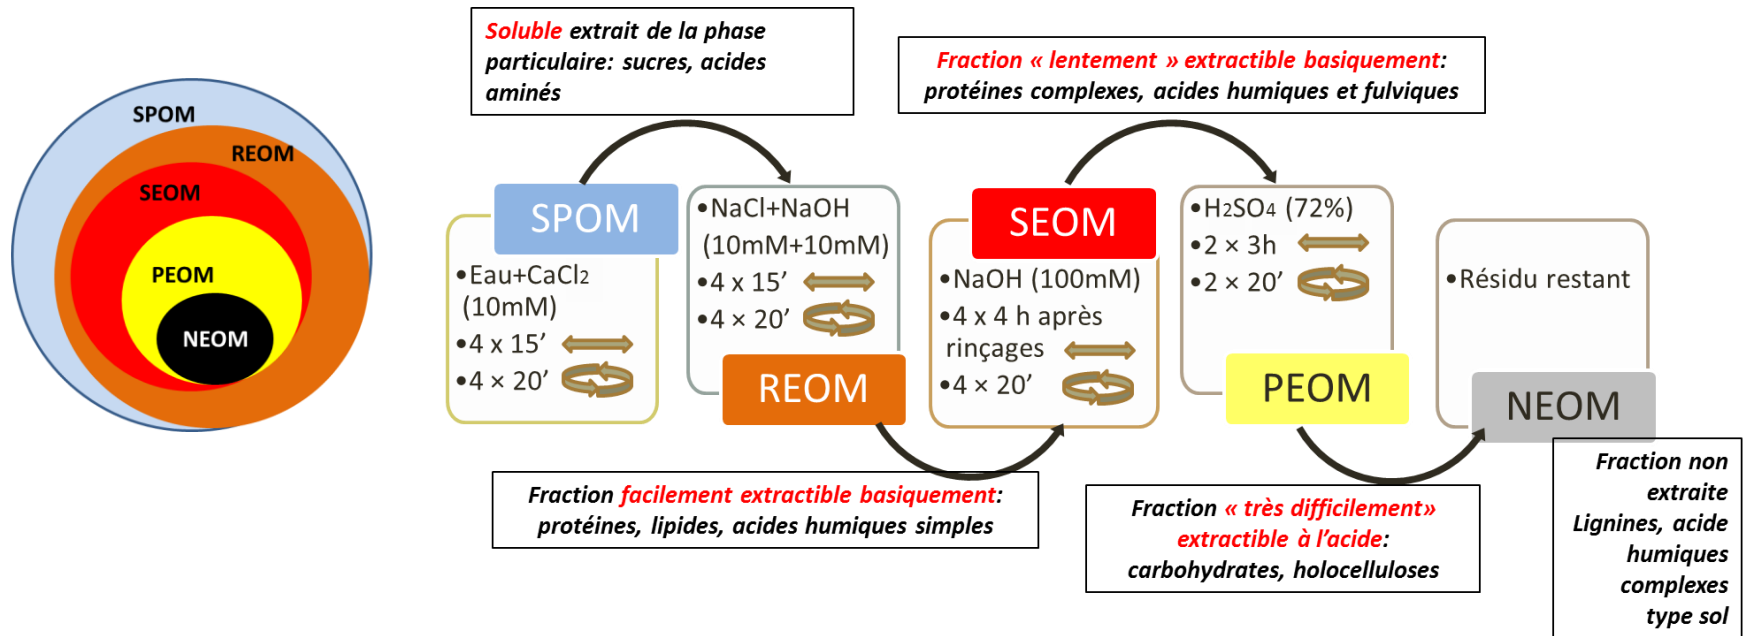 SPOM
REOM
SEOM
PEOM
NEOM
Soluble extrait de la phase
particulaire: sucres, acides
aminés
Fraction « lentement » extractible basiquement:
protéines complexes, acides humiques et fulviques
SPOM
•Eau+CaCl2
(10mM)
•4 x 15’
•4 × 20’
•NaCl+NaOH
(10mM+10mM)
•4 x 15’
•4 × 20’
REOM
SEOM
•NaOH (100mM)
•4 x 4 h après
rinçages
•4 × 20’
•H2SO4 (72%)
•2 × 3h
•2 × 20’
PEOM
•Résidu restant
NEOM
Fraction facilement extractible basiquement:
protéines, lipides, acides humiques simples
Fraction « très difficilement»
extractible à l’acide:
carbohydrates, holocelluloses
Fraction non
extraite
Lignines, acide
humiques
complexes
type sol